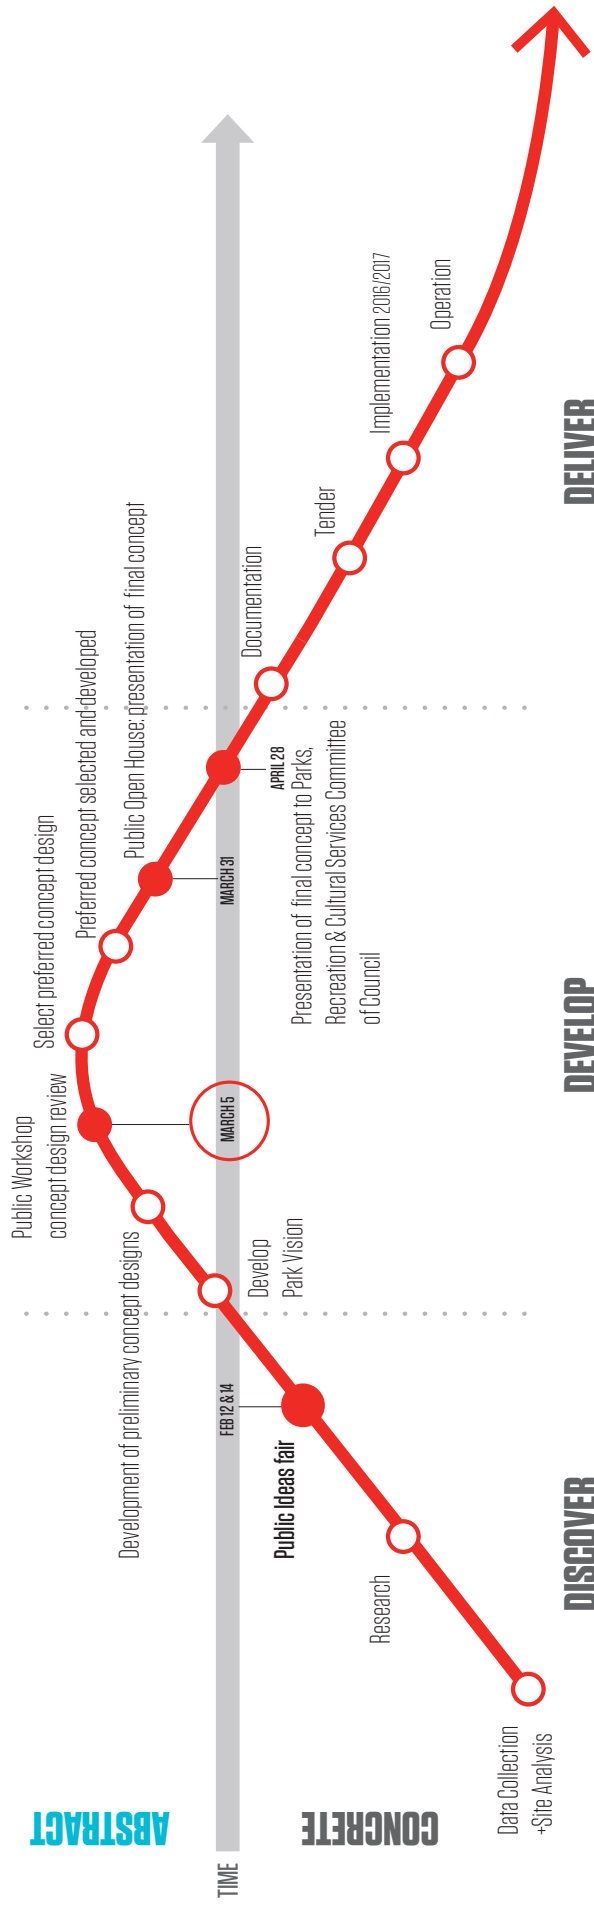 ABSTRACT
TIME
CONCRETE
Data Collection
+Site Analysis
Research
Public Ideas fair
FEB 12 & 14
Development of preliminary concept designs
Develop
Park Vision
Public Workshop
concept design review
MARCH 5
Select preferred concept design
Preferred concept selected and developed
Public Open House: presentation of final concept
MARCH 31
APRIL 28
Presentation of final concept to Parks,
Recreation & Cultural Services Committee
of Council
Documentation
Tender
Implementation 2016/2017
Operation
DISCOVER
DEVELOP
DELIVER